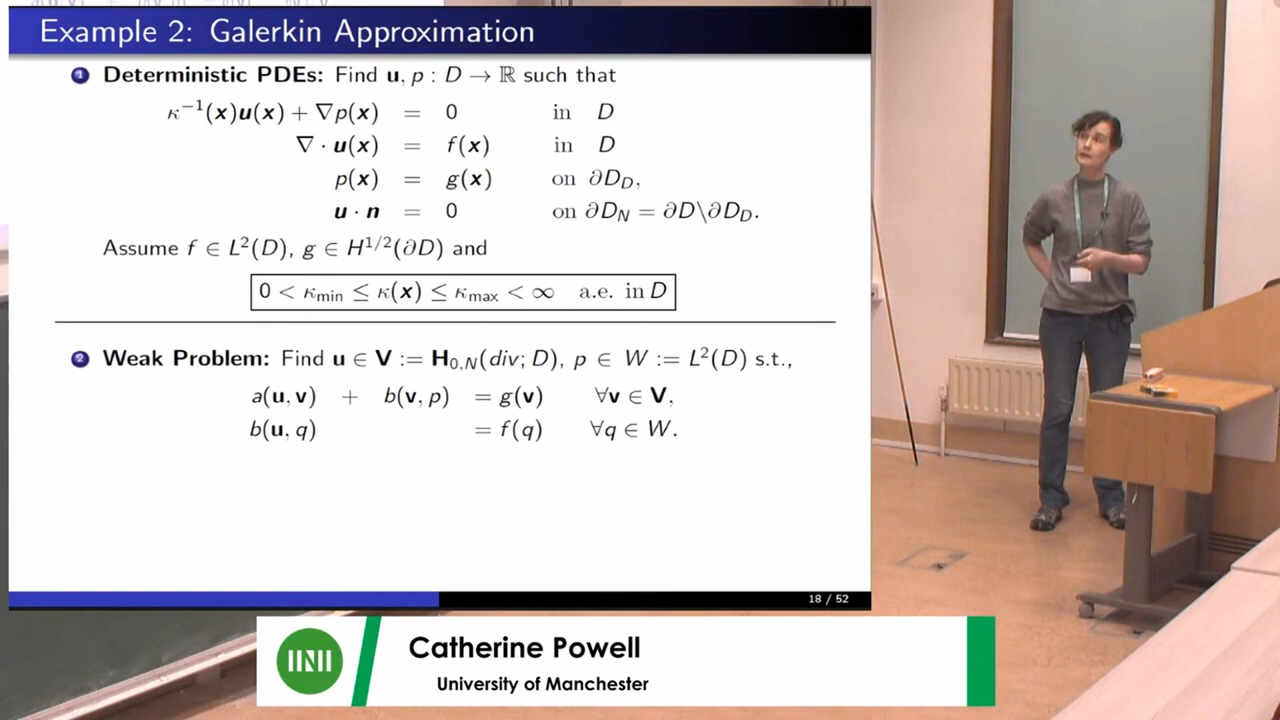 Example 2: Galerkin Approximation
1 Deterministic PDEs: Find u, p : D → ℝ such that
κ⁻¹(x)u(x) + ∇p(x) = 0 in D
∇ · u(x) = f(x) in D
p(x) = g(x) on ∂D_D,
u · n = 0 on ∂D_N = ∂D\∂D_D.
Assume f ∈ L²(D), g ∈ H^{1/2}(∂D) and
0 < κ_min ≤ κ(x) ≤ κ_max < ∞ a.e. in D
2 Weak Problem: Find u ∈ V := H_{0,N}(div; D), p ∈ W := L²(D) s.t.,
a(u, v) + b(v, p) = g(v) ∀v ∈ V,
b(u, q) = f(q) ∀q ∈ W.
18 / 52
Catherine Powell
University of Manchester